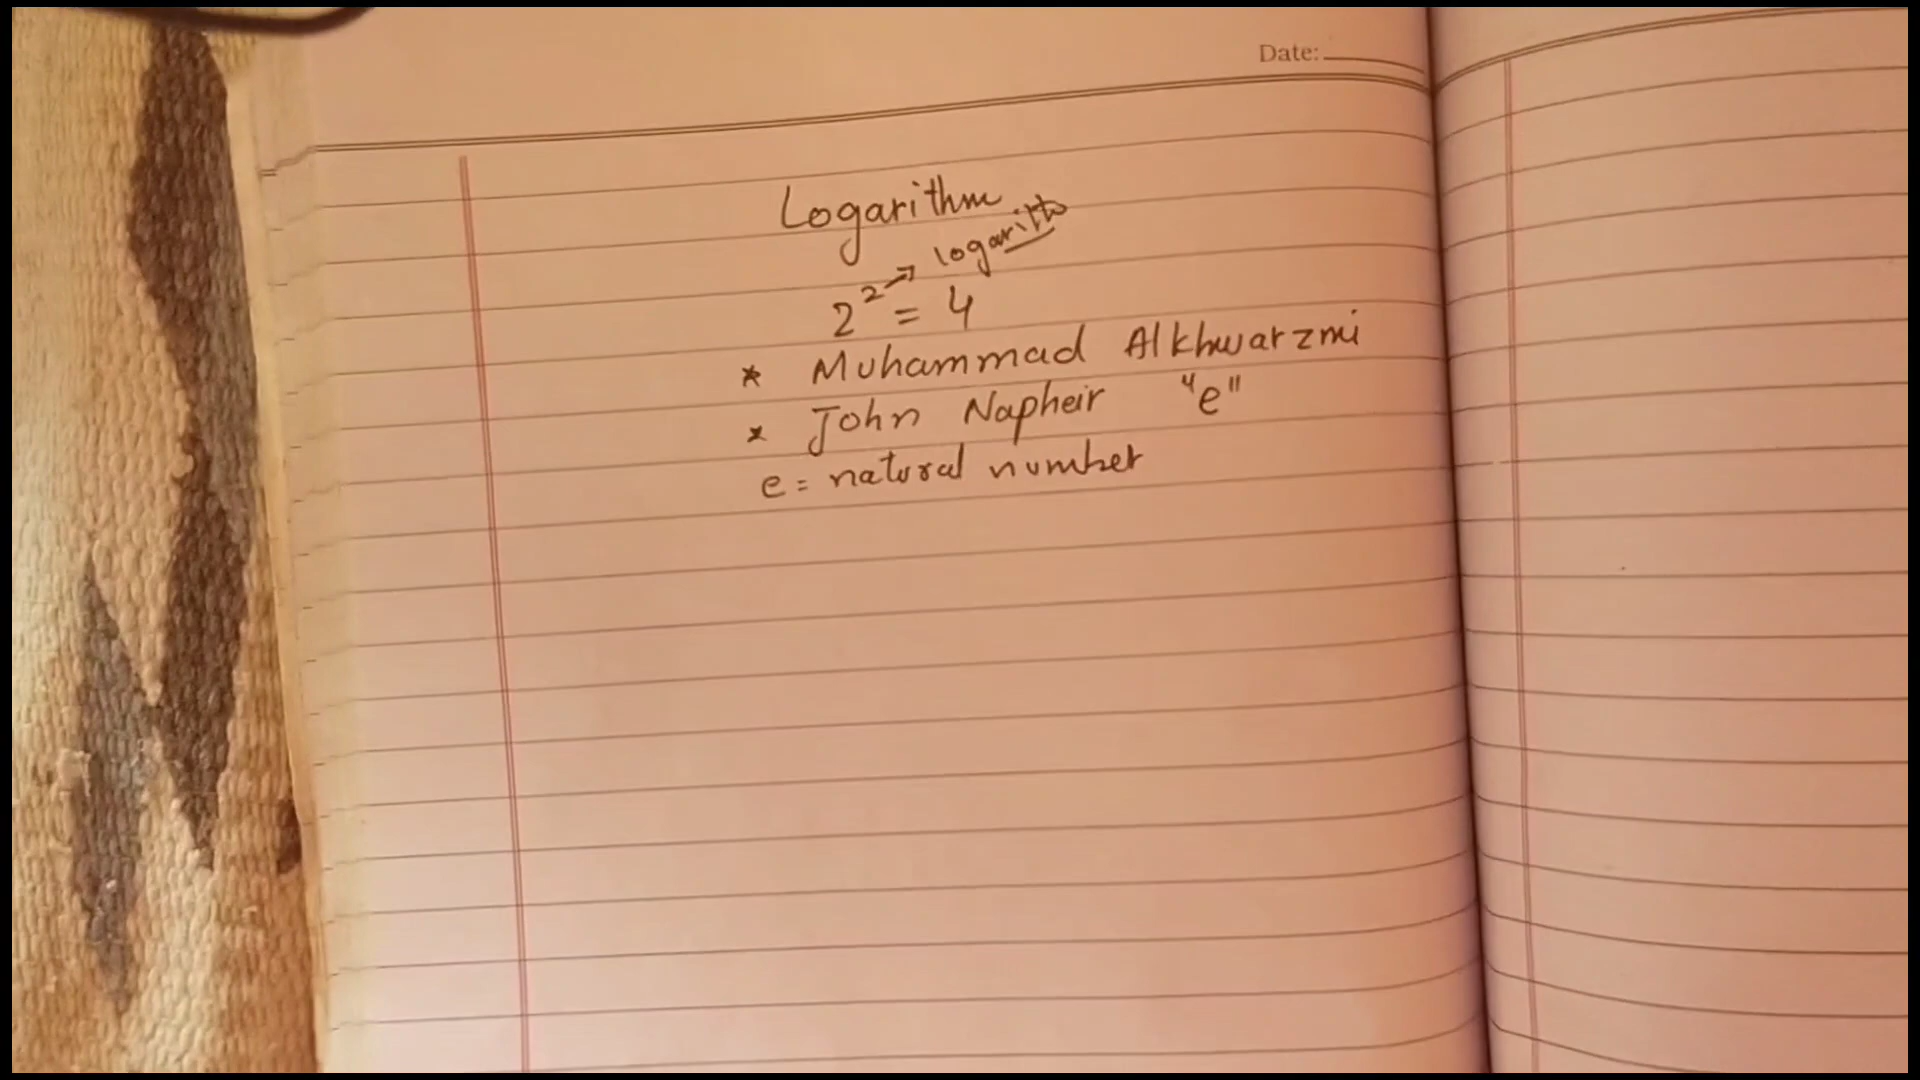 Date:
Logarithm
logarith
2² = 4
* Muhammad Alkhwarzmi
* John Napheir "e"
e = natural number